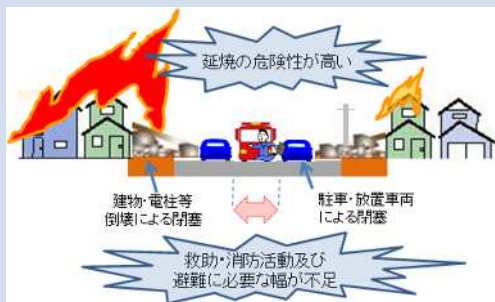 延焼の危険性が高い
建物・電柱等
倒壊による閉塞
駐車・放置車両
による閉塞
救助・消防活動及び
避難に必要な幅が不足